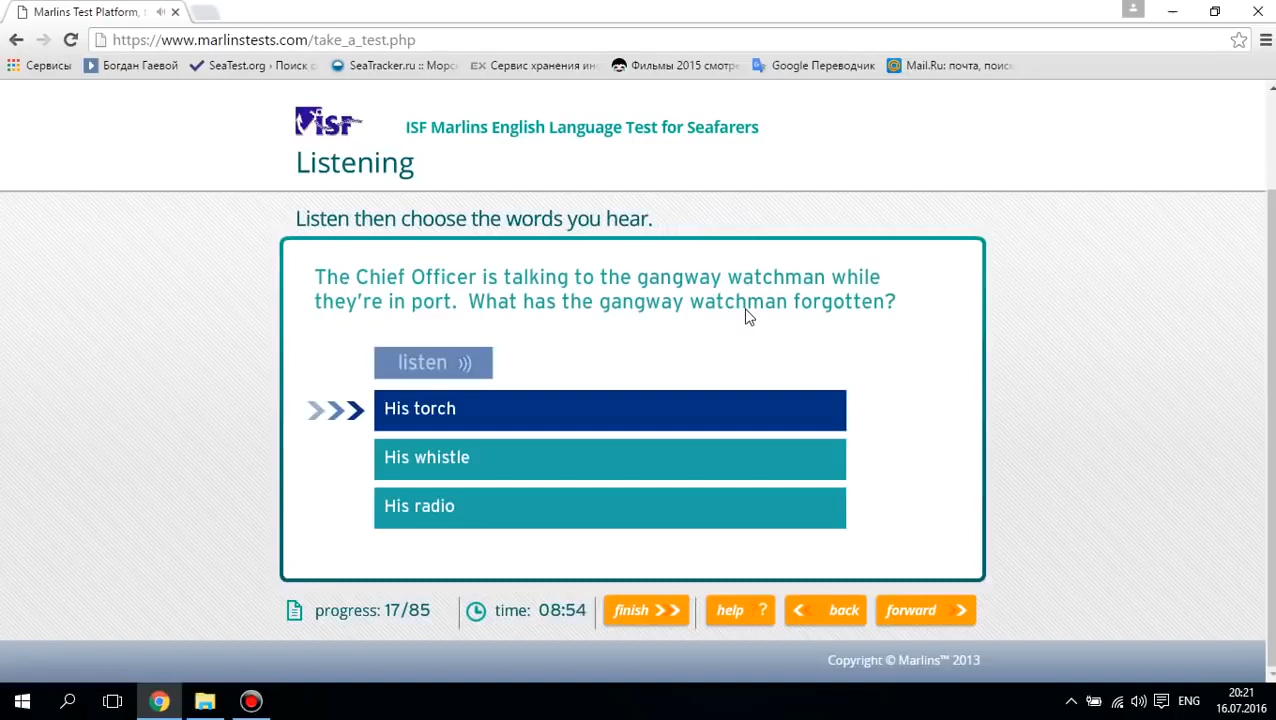 Marlins Test Platform,
https://www.marlinstests.com/take_a_test.php
Сервисы Богдан Гаевой SeaTest.org › Поиск SeaTracker.ru :: Морс Сервис хранения Фильмы 2015 смотре Google Переводчик Mail.Ru: почта, поиск
ISF ISF Marlins English Language Test for Seafarers
Listening
Listen then choose the words you hear.
The Chief Officer is talking to the gangway watchman while
they're in port. What has the gangway watchman forgotten?
listen
His torch
His whistle
His radio
progress: 17/85 time: 08:54 finish help ? back forward
Copyright © Marlins™ 2013
ENG 20:21
16.07.2016